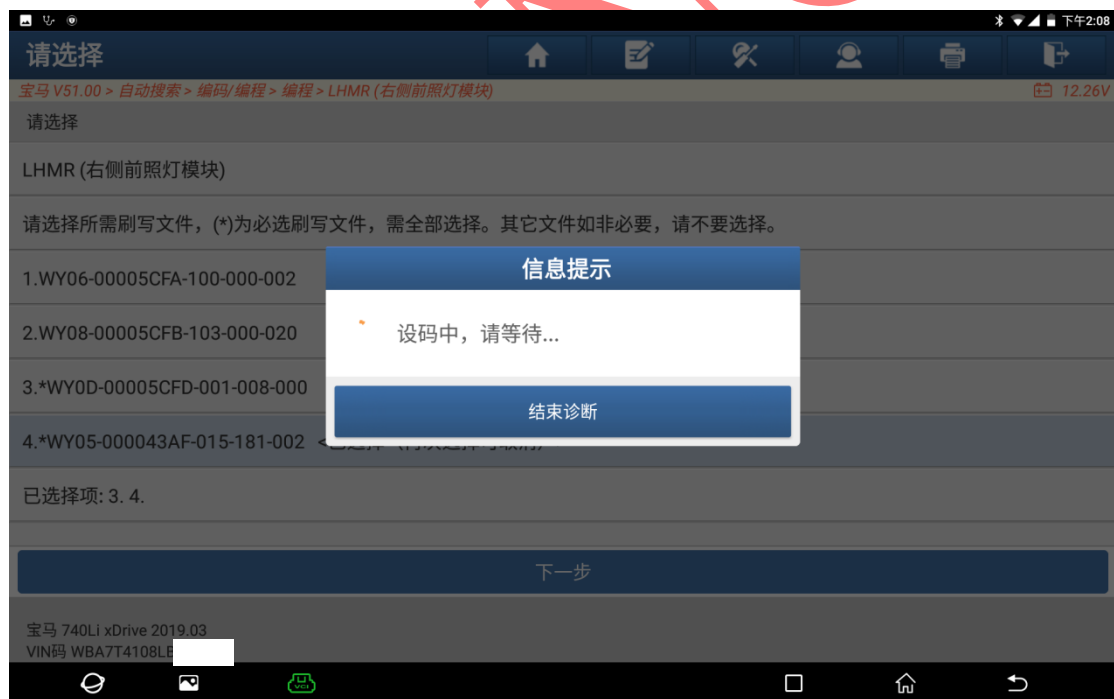 下午2:08
请选择
宝马 V51.00 > 自动搜索 > 编码/编程 > 编程 > LHMR (右侧前照灯模块)
12.26V
请选择
LHMR (右侧前照灯模块)
请选择所需刷写文件，(*)为必选刷写文件，需全部选择。其它文件如非必要，请不要选择。
1.WY06-00005CFA-100-000-002
信息提示
2.WY08-00005CFB-103-000-020
设码中，请等待...
3.*WY0D-00005CFD-001-008-000
结束诊断
4.*WY05-000043AF-015-181-002
已选择项: 3. 4.
下一步
宝马 740Li xDrive 2019.03
VIN码 WBA7T4108LE
VCI